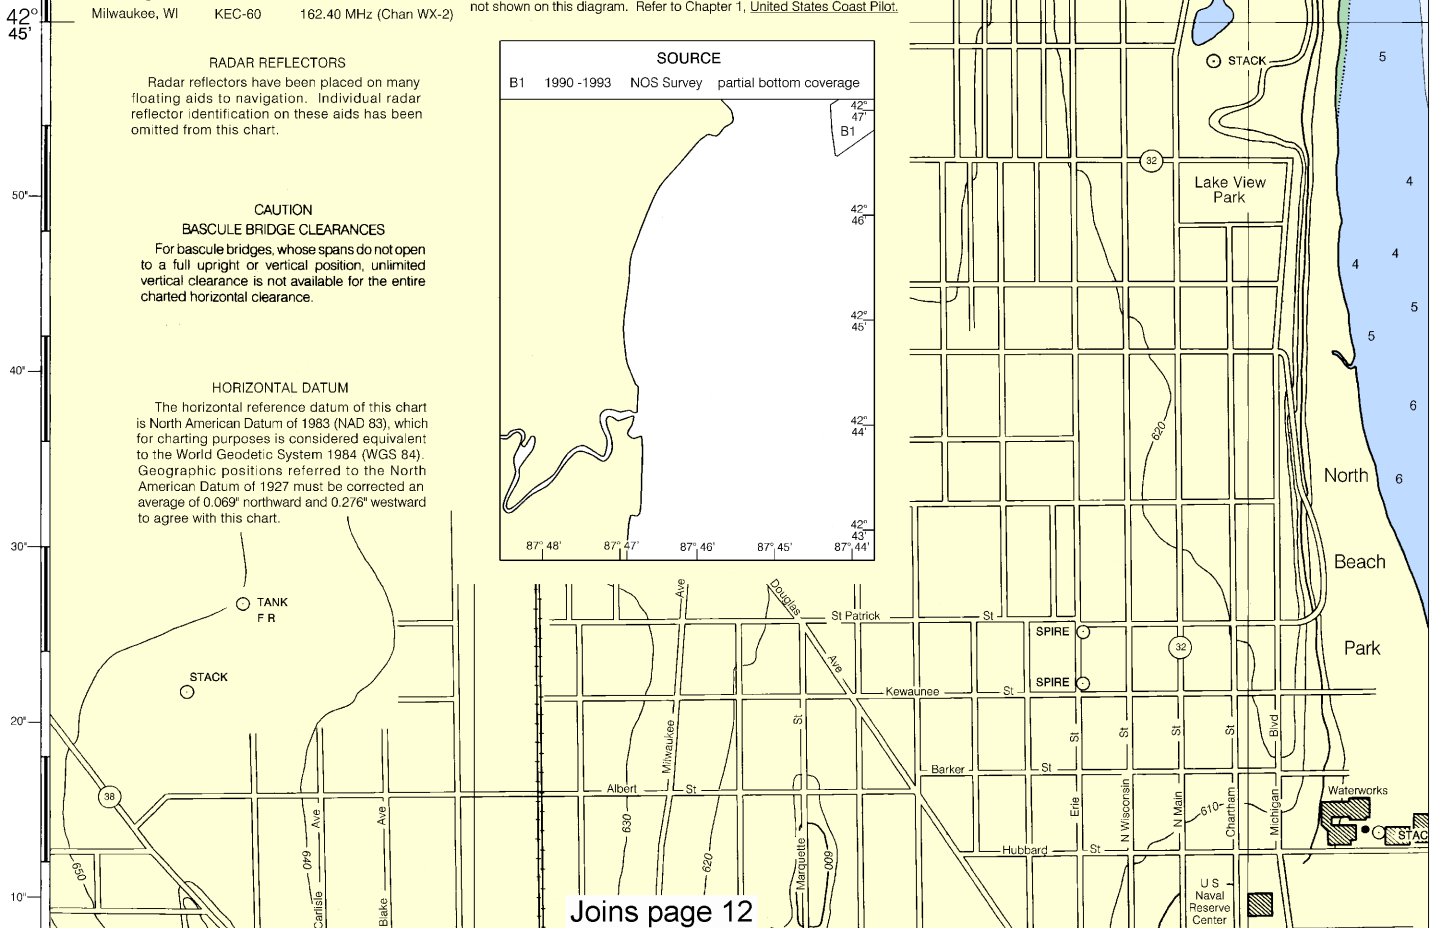 42°
45'
Milwaukee, WI KEC-60 162.40 MHz (Chan WX-2)
not shown on this diagram. Refer to Chapter 1, United States Coast Pilot.
RADAR REFLECTORS
Radar reflectors have been placed on many
floating aids to navigation. Individual radar
reflector identification on these aids has been
omitted from this chart.
CAUTION
BASCULE BRIDGE CLEARANCES
For bascule bridges, whose spans do not open
to a full upright or vertical position, unlimited
vertical clearance is not available for the entire
charted horizontal clearance.
HORIZONTAL DATUM
The horizontal reference datum of this chart
is North American Datum of 1983 (NAD 83), which
for charting purposes is considered equivalent
to the World Geodetic System 1984 (WGS 84).
Geographic positions referred to the North
American Datum of 1927 must be corrected an
average of 0.069" northward and 0.276" westward
to agree with this chart.
50"
40"
30"
20"
10"
SOURCE
B1 1990 -1993 NOS Survey partial bottom coverage
42°
47'
B1
42°
46'
42°
45'
42°
44'
42°
43'
87° 48' 87° 47' 87° 46' 87° 45' 87° 44'
STACK
5
32
Lake View
Park
4
4
4
5
5
6
620
North
6
Beach
Park
TANK
F R
STACK
Ave
Douglas
Ave
St Patrick St
SPIRE
32
SPIRE
Kewaunee St
Milwaukee
St
St
St
St
St
Blvd
Barker St
38
Albert St
Erie
N Wisconsin
N Main
610
Chartham
Michigan
Waterworks
STAC
Hubbard St
Ave
Ave
650
640
Carlisle
Blake
630
620
Marquette
600
U S
Naval
Reserve
Center
Joins page 12